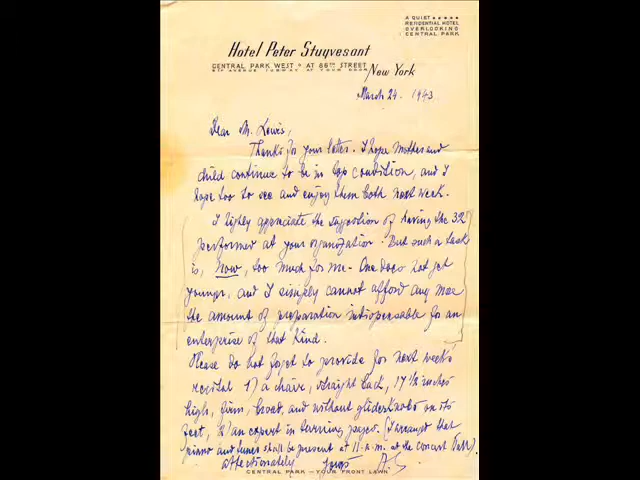 A QUIET
RESIDENTIAL HOTEL
OVERLOOKING
CENTRAL PARK
Hotel Peter Stuyvesant
CENTRAL PARK WEST • AT 86TH STREET
New York
March 24. 1943
Dear Mr. Lewis,
Thanks for your letter. I hope mother and
child continue to be in top condition, and I
hope too to see and enjoy them both next week.
I highly appreciate the suggestion of having the 32
performed at your organization. But such a task
is, now, too much for me. One does not get
younger, and I simply cannot afford any more
the amount of preparation indispensable for an
enterprise of that kind.
Please do not forget to provide for next week's
recital 1) a chair, straight back, 17 1/2 inches
high, firm, broad, and without glider knobs on its
feet, 2) an expert in turning pages. (I
piano and tuner shall be present at 11 a.m. at the concert hall).
affectionately yours A.S.
CENTRAL PARK — YOUR FRONT LAWN